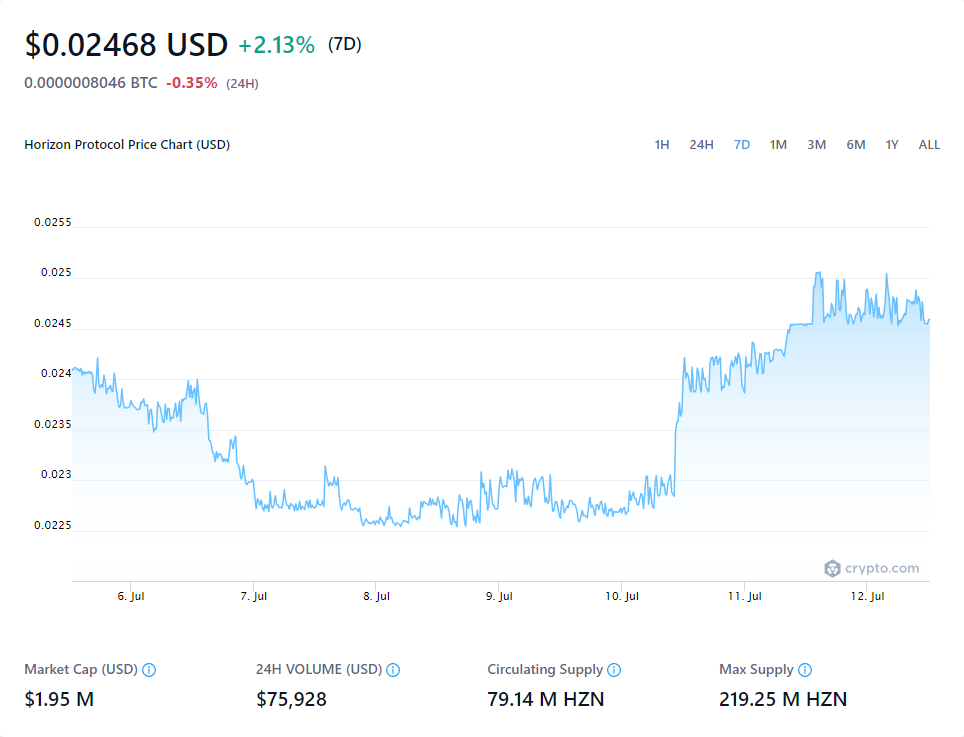 $0.02468 USD +2.13% (7D)
0.0000008046 BTC -0.35% (24H)
Horizon Protocol Price Chart (USD) 1H 24H 7D 1M 3M 6M 1Y ALL
0.0255
0.025
0.0245
0.024
0.0235
0.023
0.0225
crypto.com
6. Jul 7. Jul 8. Jul 9. Jul 10. Jul 11. Jul 12. Jul
Market Cap (USD) 24H VOLUME (USD) Circulating Supply Max Supply
$1.95 M $75,928 79.14 M HZN 219.25 M HZN